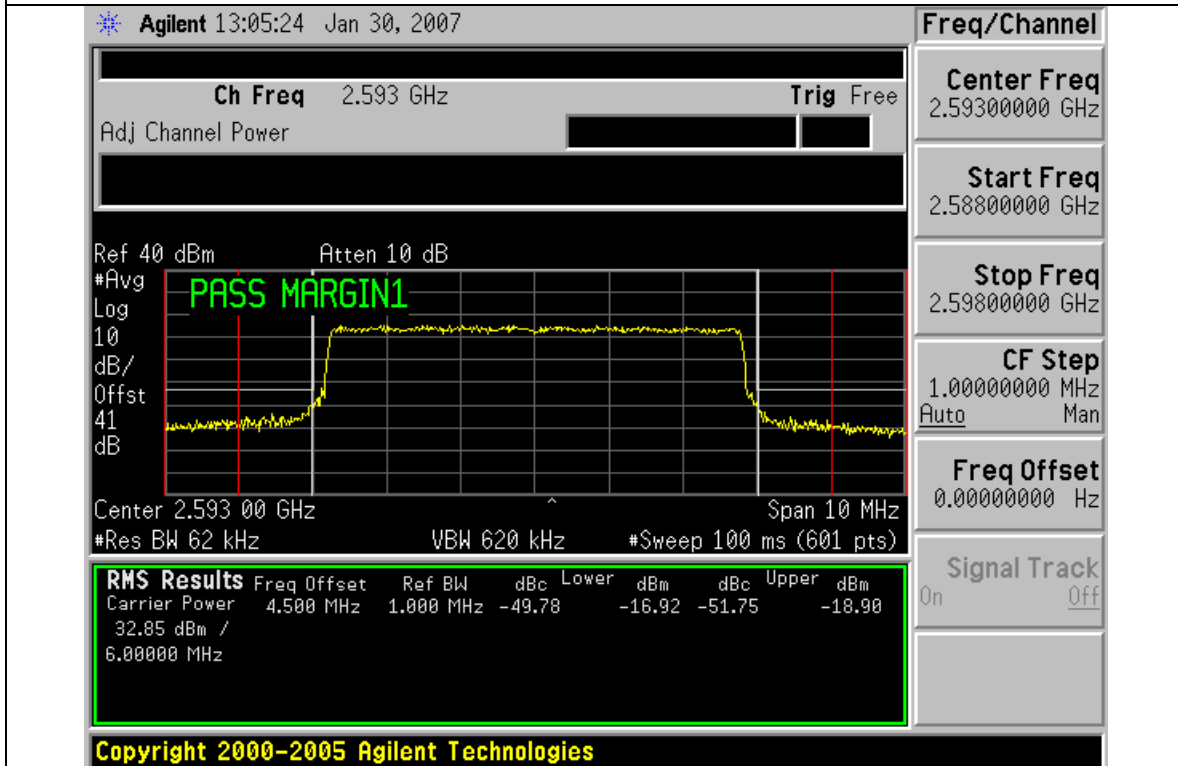 Agilent 13:05:24 Jan 30, 2007
Freq/Channel
Ch Freq 2.593 GHz Trig Free
Adj Channel Power
Center Freq
2.59300000 GHz
Start Freq
2.58800000 GHz
Stop Freq
2.59800000 GHz
CF Step
1.00000000 MHz
Auto Man
Freq Offset
0.00000000 Hz
Signal Track
On Off
Ref 40 dBm Atten 10 dB
#Avg
Log
10
dB/
Offst
41
dB
PASS MARGIN1
Center 2.593 00 GHz ^ Span 10 MHz
#Res BW 62 kHz VBW 620 kHz #Sweep 100 ms (601 pts)
RMS Results Freq Offset Ref BW dBc Lower dBm dBc Upper dBm
Carrier Power 4.500 MHz 1.000 MHz -49.78 -16.92 -51.75 -18.90
32.85 dBm /
6.00000 MHz
Copyright 2000-2005 Agilent Technologies